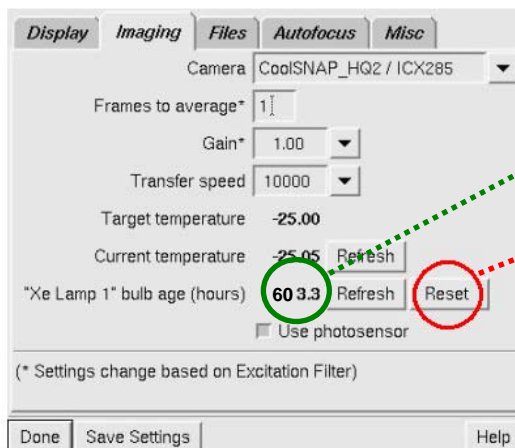 Display Imaging Files Autofocus Misc
Camera CoolSNAP_HQ2 / ICX285
Frames to average* 1
Gain* 1.00
Transfer speed 10000
Target temperature -25.00
Current temperature -25.05 Refresh
"Xe Lamp 1" bulb age (hours) 60 3.3 Refresh Reset
Use photosensor
(* Settings change based on Excitation Filter)
Done Save Settings Help